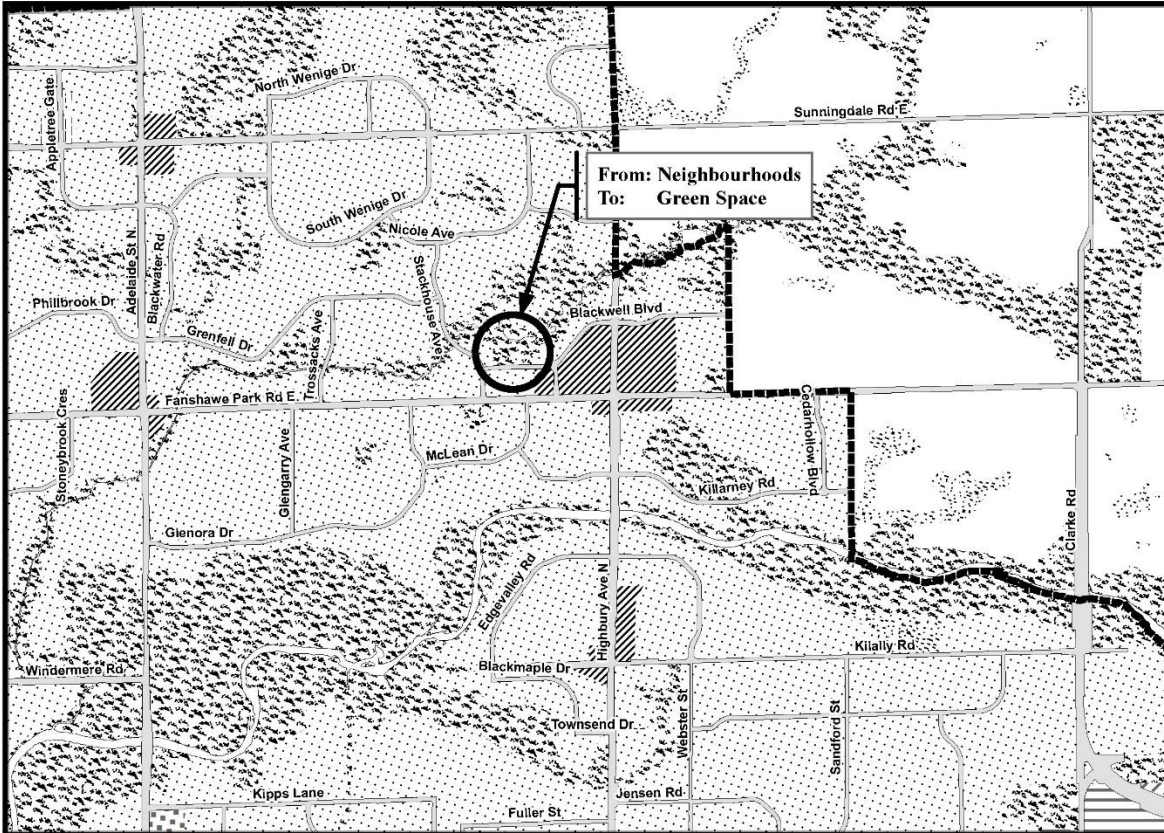 North Wenige Dr
Appletree Gate
Sunningdale Rd E.
From: Neighbourhoods
To: Green Space
South Wenige Dr
Nicole Ave
Adelaide St N.
Blackwater Rd
Stackhouse Ave
Phillbrook Dr
Blackwell Blvd
Grenfell Dr
Trossacks Ave
Fanshawe Park Rd E.
Cedarhollow Blvd
Stoneybrook Cres
Glengarry Ave
McLean Dr
Killarney Rd
Clarke Rd
Glenora Dr
Edgevalley Rd
Highbury Ave N
Kilally Rd
Windermere Rd
Blackmaple Dr
Webster St
Sandford St
Townsend Dr
Kipps Lane
Jensen Rd
Fuller St